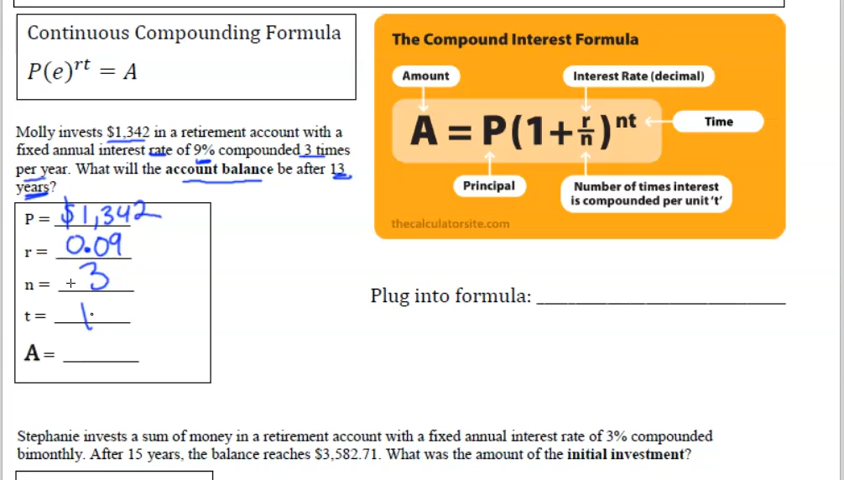 Continuous Compounding Formula
P(e)^rt = A
The Compound Interest Formula
Amount
Interest Rate (decimal)
A = P(1+r/n)^nt
Time
Principal
Number of times interest
is compounded per unit 't'
thecalculatorsite.com
Molly invests $1,342 in a retirement account with a
fixed annual interest rate of 9% compounded 3 times
per year. What will the account balance be after 13
years?
P = $1,342
r = 0.09
n = 3
t = 1
A =
Plug into formula:
Stephanie invests a sum of money in a retirement account with a fixed annual interest rate of 3% compounded
bimonthly. After 15 years, the balance reaches $3,582.71. What was the amount of the initial investment?